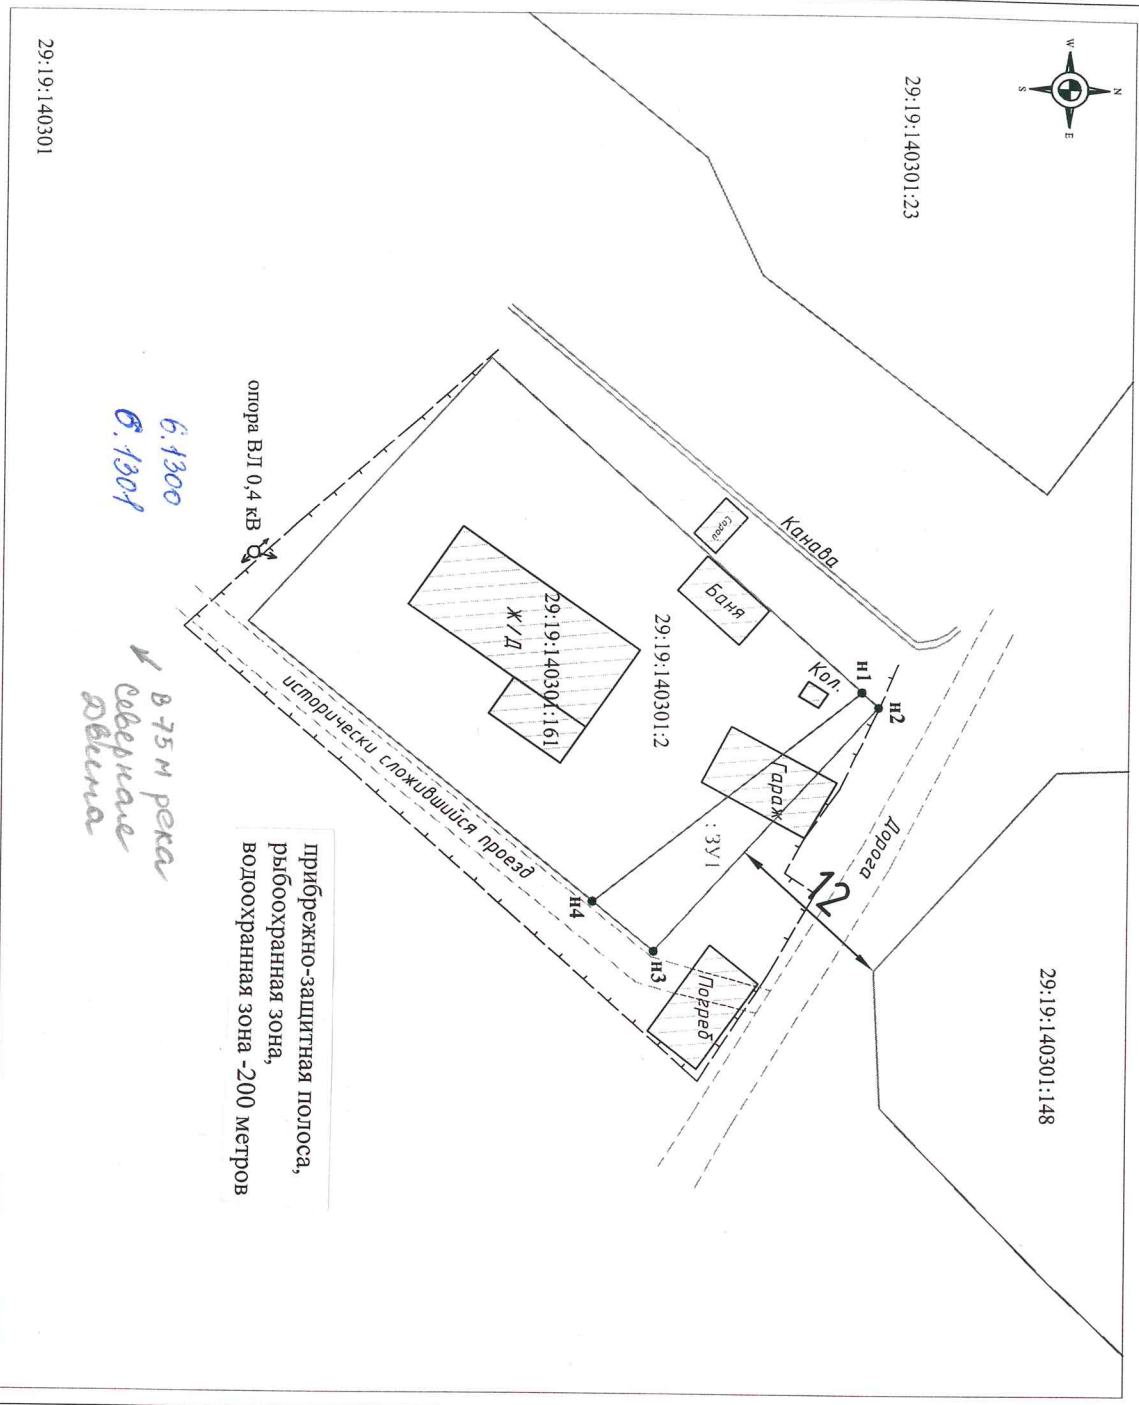 N
W
E
S
29:19:140301:23
29:19:140301:148
Дорога
Канава
Сарай
Баня
Кол.
н1
н2
12
Гараж
:ЗУ1
29:19:140301:2
29:19:140301:161
Ж/Д
н3
н4
Погреб
исторически сложившийся проезд
опора ВЛ 0,4 кВ
прибрежно-защитная полоса,
рыбоохранная зона,
водоохранная зона -200 метров
6.1300
6.1301
в 75 м река
Северная
Двина
29:19:140301